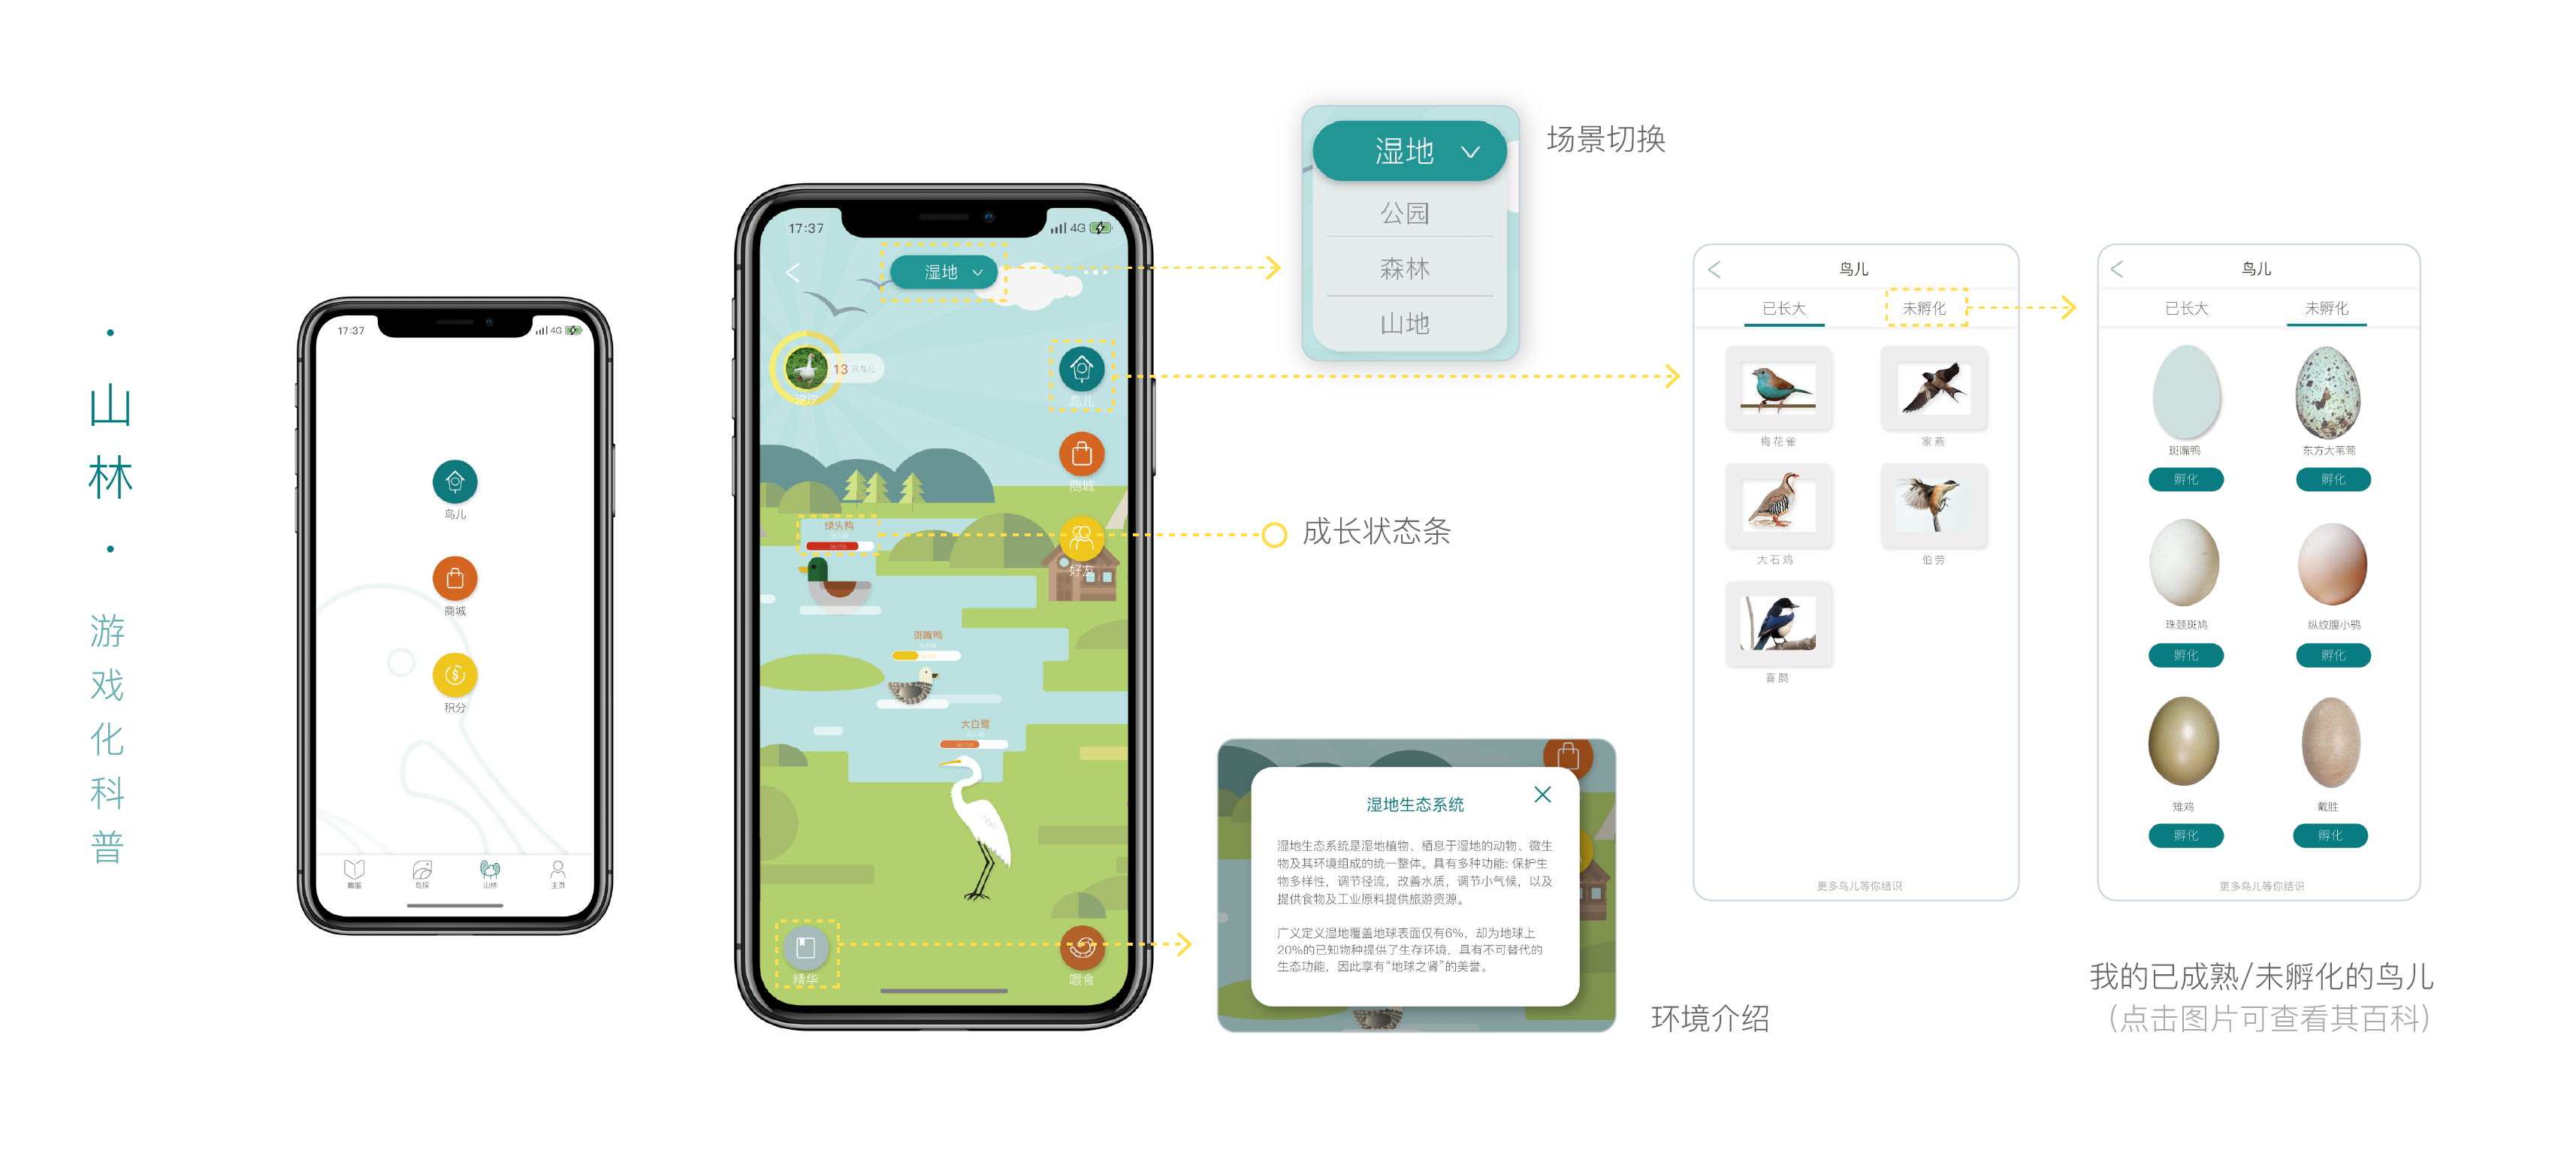 ·山林·
游戏化科普
17:37
4G
鸟儿
商城
积分
鸟探
山林
主页
17:37
4G
湿地
13 只鸟儿
汐汐
鸟儿
商城
好友
绿头鸭
斑嘴鸭
大白鹭
精华
喂食
湿地
公园
森林
山地
场景切换
成长状态条
湿地生态系统
湿地生态系统是湿地植物、栖息于湿地的动物、微生
物及其环境组成的统一整体。具有多种功能: 保护生
物多样性, 调节径流, 改善水质, 调节小气候, 以及
提供食物及工业原料提供旅游资源。
广义定义湿地覆盖地球表面仅有6%, 却为地球上
20%的已知物种提供了生存环境, 具有不可替代的
生态功能, 因此享有“地球之肾”的美誉。
环境介绍
鸟儿
已长大 未孵化
梅花雀 家燕
大石鸡 伯劳
喜鹊
更多鸟儿等你结识
鸟儿
已长大 未孵化
斑嘴鸭 东方大苇莺
孵化 孵化
珠颈斑鸠 纵纹腹小鸮
孵化 孵化
雉鸡 戴胜
孵化 孵化
更多鸟儿等你结识
我的已成熟/未孵化的鸟儿
(点击图片可查看其百科)